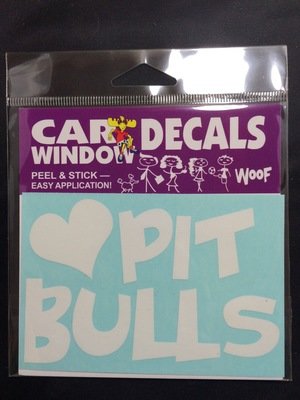 CAR DECALS
WINDOW
PEEL & STICK —
EASY APPLICATION!
WOOF
PIT
BULLS